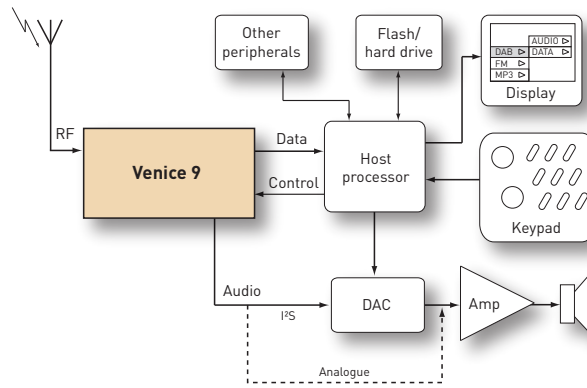 Other
peripherals
Flash/
hard drive
AUDIO
DAB
DATA
FM
MP3
Display
RF
Venice 9
Data
Control
Host
processor
Keypad
Audio
I²S
DAC
Amp
Analogue